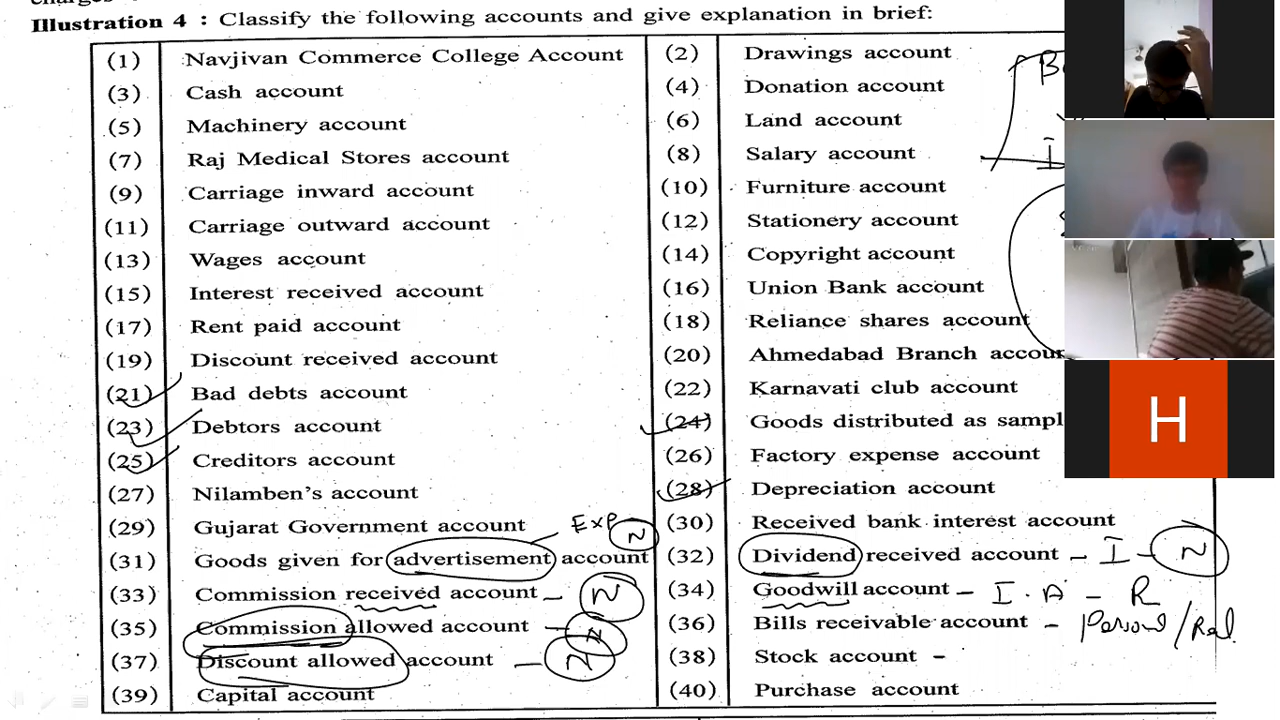 Illustration 4 : Classify the following accounts and give explanation in brief:
(1) Navjivan Commerce College Account (2) Drawings account
(3) Cash account (4) Donation account
(5) Machinery account (6) Land account
(7) Raj Medical Stores account (8) Salary account I
(9) Carriage inward account (10) Furniture account
(11) Carriage outward account (12) Stationery account
(13) Wages account (14) Copyright account
(15) Interest received account (16) Union Bank account
(17) Rent paid account (18) Reliance shares account
(19) Discount received account (20) Ahmedabad Branch accoun
(21) Bad debts account (22) Karnavati club account
(23) Debtors account (24) Goods distributed as sampl
(25) Creditors account (26) Factory expense account
(27) Nilamben's account (28) Depreciation account
(29) Gujarat Government account Exp N (30) Received bank interest account
(31) Goods given for advertisement account (32) Dividend received account - I - N
(33) Commission received account - N (34) Goodwill account - I.A - R
(35) Commission allowed account - N (36) Bills receivable account - Personal/Real
(37) Discount allowed account - N (38) Stock account -
(39) Capital account (40) Purchase account
H